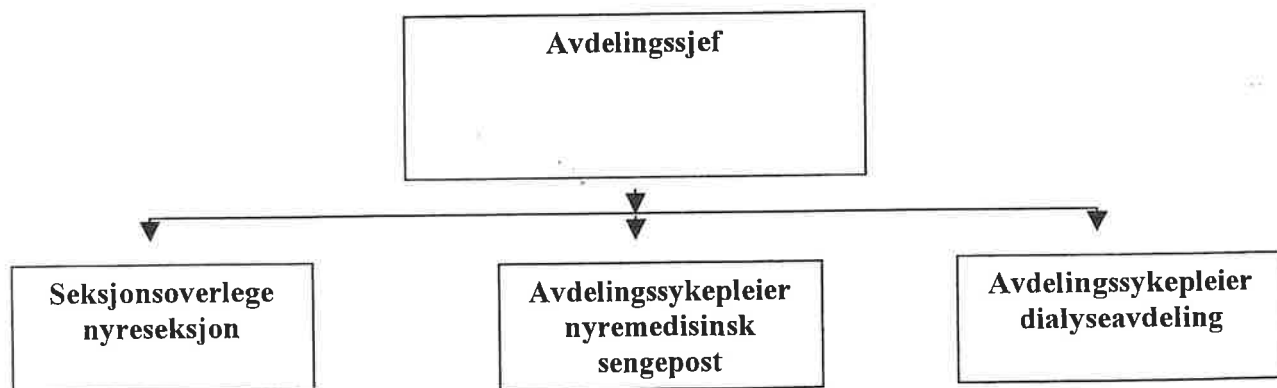 Avdelingssjef
Seksjonsoverlege
nyreseksjon
Avdelingssykepleier
nyremedisinsk
sengepost
Avdelingssykepleier
dialyseavdeling